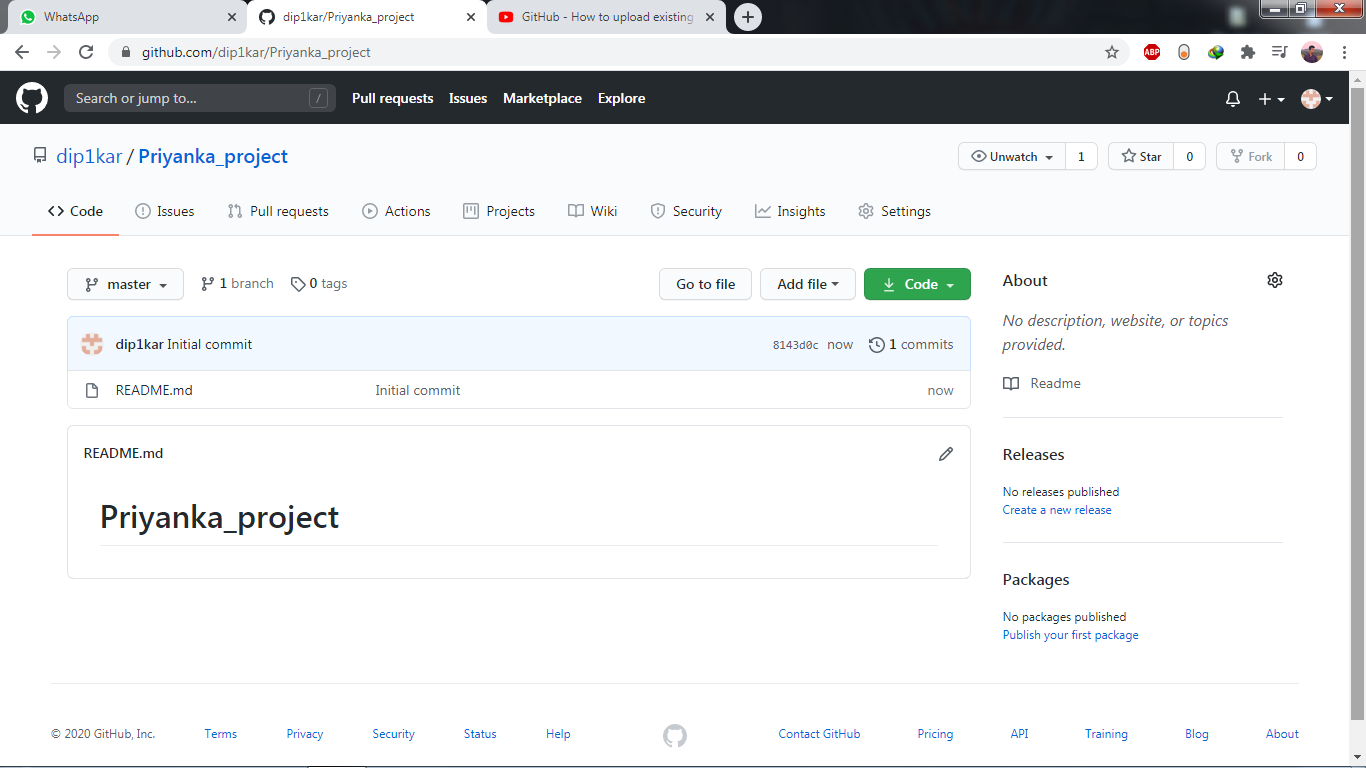 WhatsApp
dip1kar/Priyanka_project
GitHub - How to upload existing
github.com/dip1kar/Priyanka_project
ABP
Search or jump to...
/
Pull requests Issues Marketplace Explore
dip1kar / Priyanka_project
Unwatch 1 Star 0 Fork 0
Code Issues Pull requests Actions Projects Wiki Security Insights Settings
master 1 branch 0 tags Go to file Add file Code
dip1kar Initial commit 8143d0c now 1 commits
README.md Initial commit now
README.md
Priyanka_project
About
No description, website, or topics
provided.
Readme
Releases
No releases published
Create a new release
Packages
No packages published
Publish your first package
© 2020 GitHub, Inc. Terms Privacy Security Status Help Contact GitHub Pricing API Training Blog About